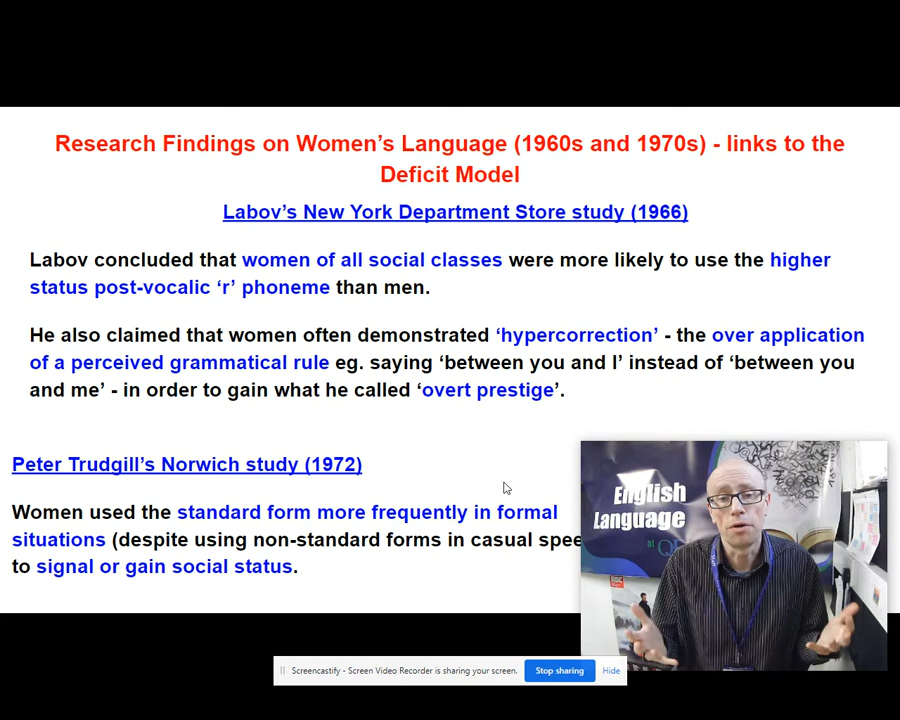 Research Findings on Women's Language (1960s and 1970s) - links to the
Deficit Model
Labov's New York Department Store study (1966)
Labov concluded that women of all social classes were more likely to use the higher
status post-vocalic 'r' phoneme than men.
He also claimed that women often demonstrated 'hypercorrection' - the over application
of a perceived grammatical rule eg. saying 'between you and I' instead of 'between you
and me' - in order to gain what he called 'overt prestige'.
Peter Trudgill's Norwich study (1972)
Women used the standard form more frequently in formal
situations (despite using non-standard forms in casual spee
to signal or gain social status.
English
Language
at
Screencastify - Screen Video Recorder is sharing your screen.
Stop sharing
Hide